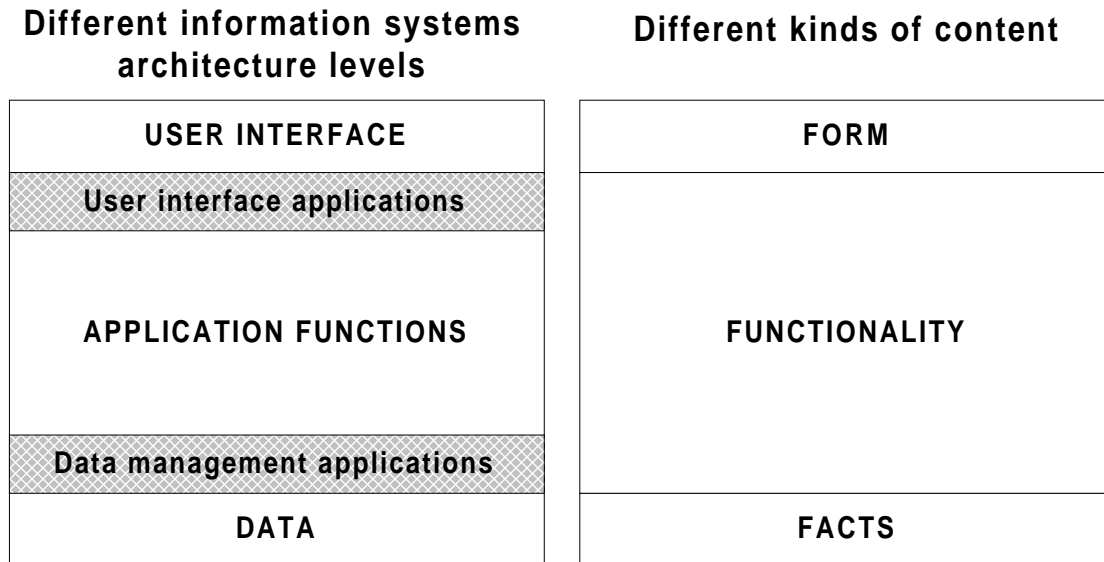 Different information systems
architecture levels
USER INTERFACE
User interface applications
APPLICATION FUNCTIONS
Data management applications
DATA
Different kinds of content
FORM
FUNCTIONALITY
FACTS